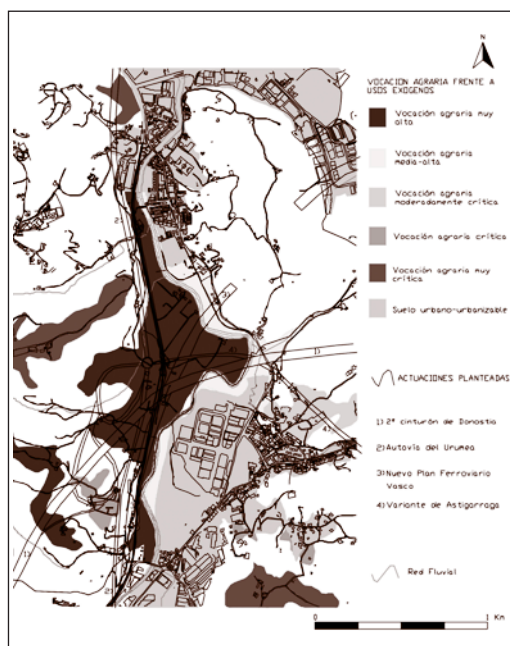 N
VOCACION AGRARIA FRENTE A
USOS EXOGENOS
Vocación agraria muy
alta
Vocación agraria
media-alta
Vocación agraria
moderadamente crítica
Vocación agraria crítica
Vocación agraria muy
crítica
Suelo urbano-urbanizable
ACTUACIONES PLANTEADAS
1) 2º cinturón de Donostia
2) Autovía del Urumea
3) Nuevo Plan Ferroviario
Vasco
4) Variante de Astigarraga
Red Fluvial
0 1 Km